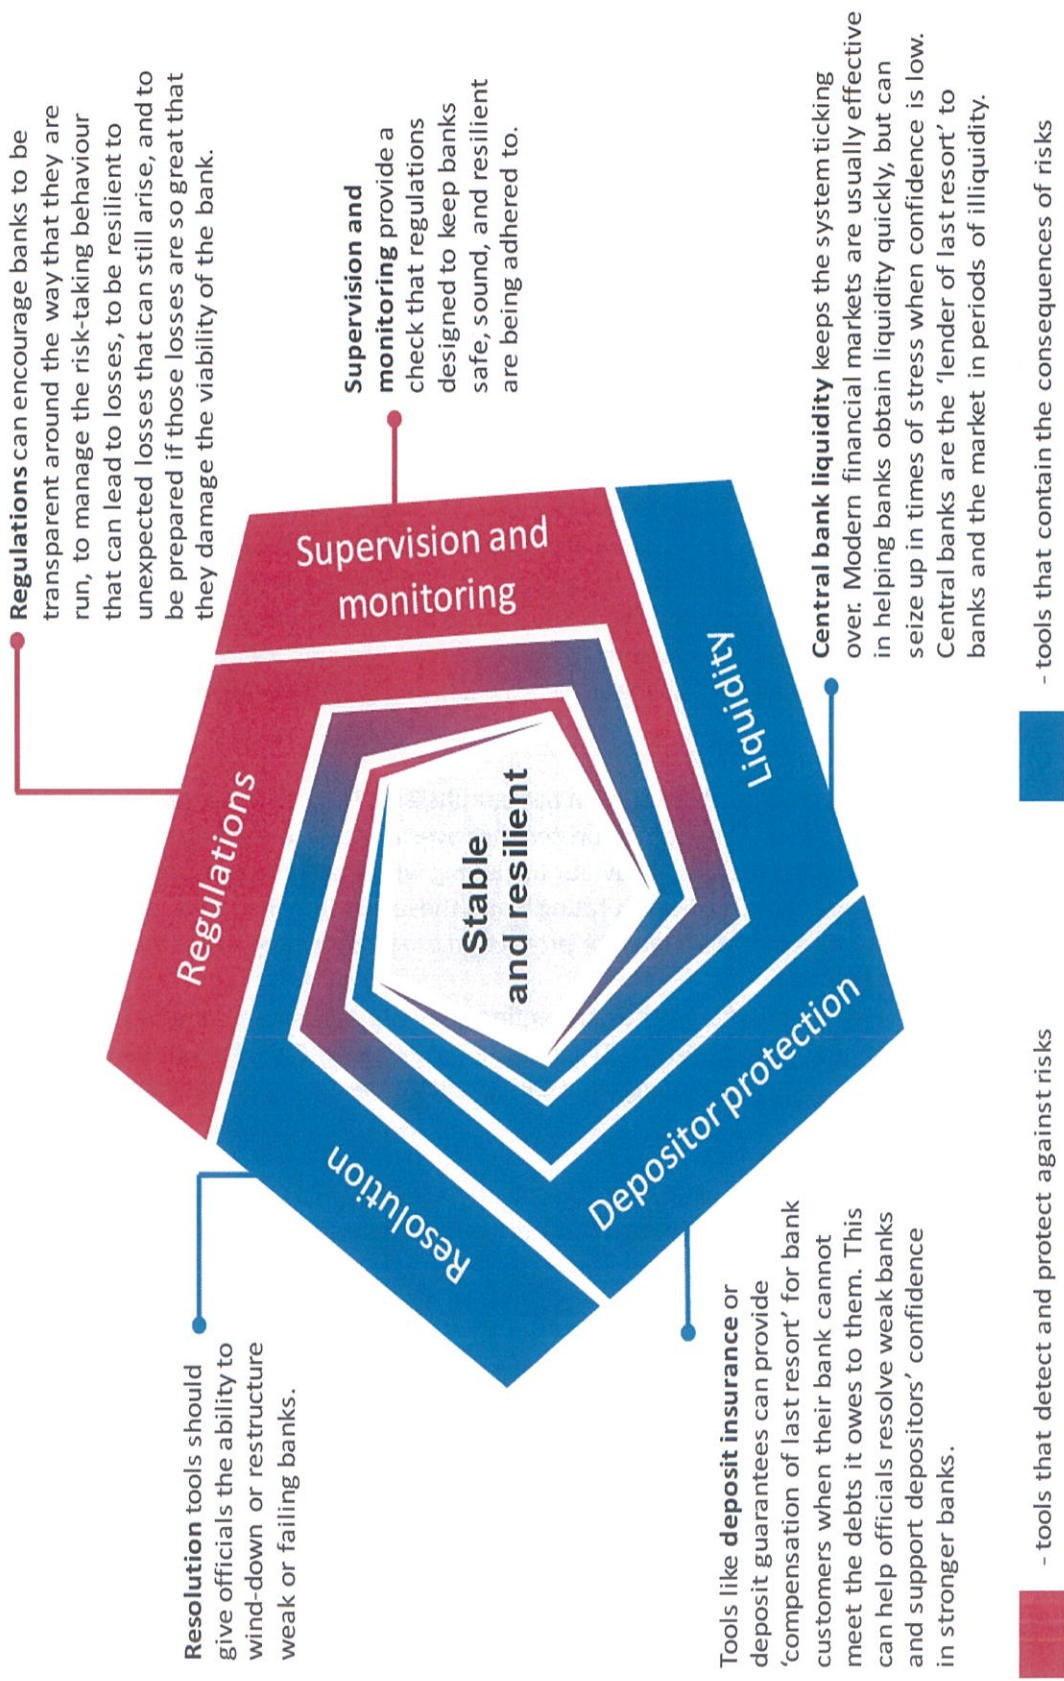 Regulations can encourage banks to be
transparent around the way that they are
run, to manage the risk-taking behaviour
that can lead to losses, to be resilient to
unexpected losses that can still arise, and to
be prepared if those losses are so great that
they damage the viability of the bank.
Resolution tools should
give officials the ability to
wind-down or restructure
weak or failing banks.
Regulations
Supervision and
monitoring
Supervision and
monitoring provide a
check that regulations
designed to keep banks
safe, sound, and resilient
are being adhered to.
Resolution
Stable
and resilient
Liquidity
Depositor protection
Tools like deposit insurance or
deposit guarantees can provide
‘compensation of last resort’ for bank
customers when their bank cannot
meet the debts it owes to them. This
can help officials resolve weak banks
and support depositors’ confidence
in stronger banks.
Central bank liquidity keeps the system ticking
over. Modern financial markets are usually effective
in helping banks obtain liquidity quickly, but can
seize up in times of stress when confidence is low.
Central banks are the ‘lender of last resort’ to
banks and the market in periods of illiquidity.
- tools that detect and protect against risks
- tools that contain the consequences of risks